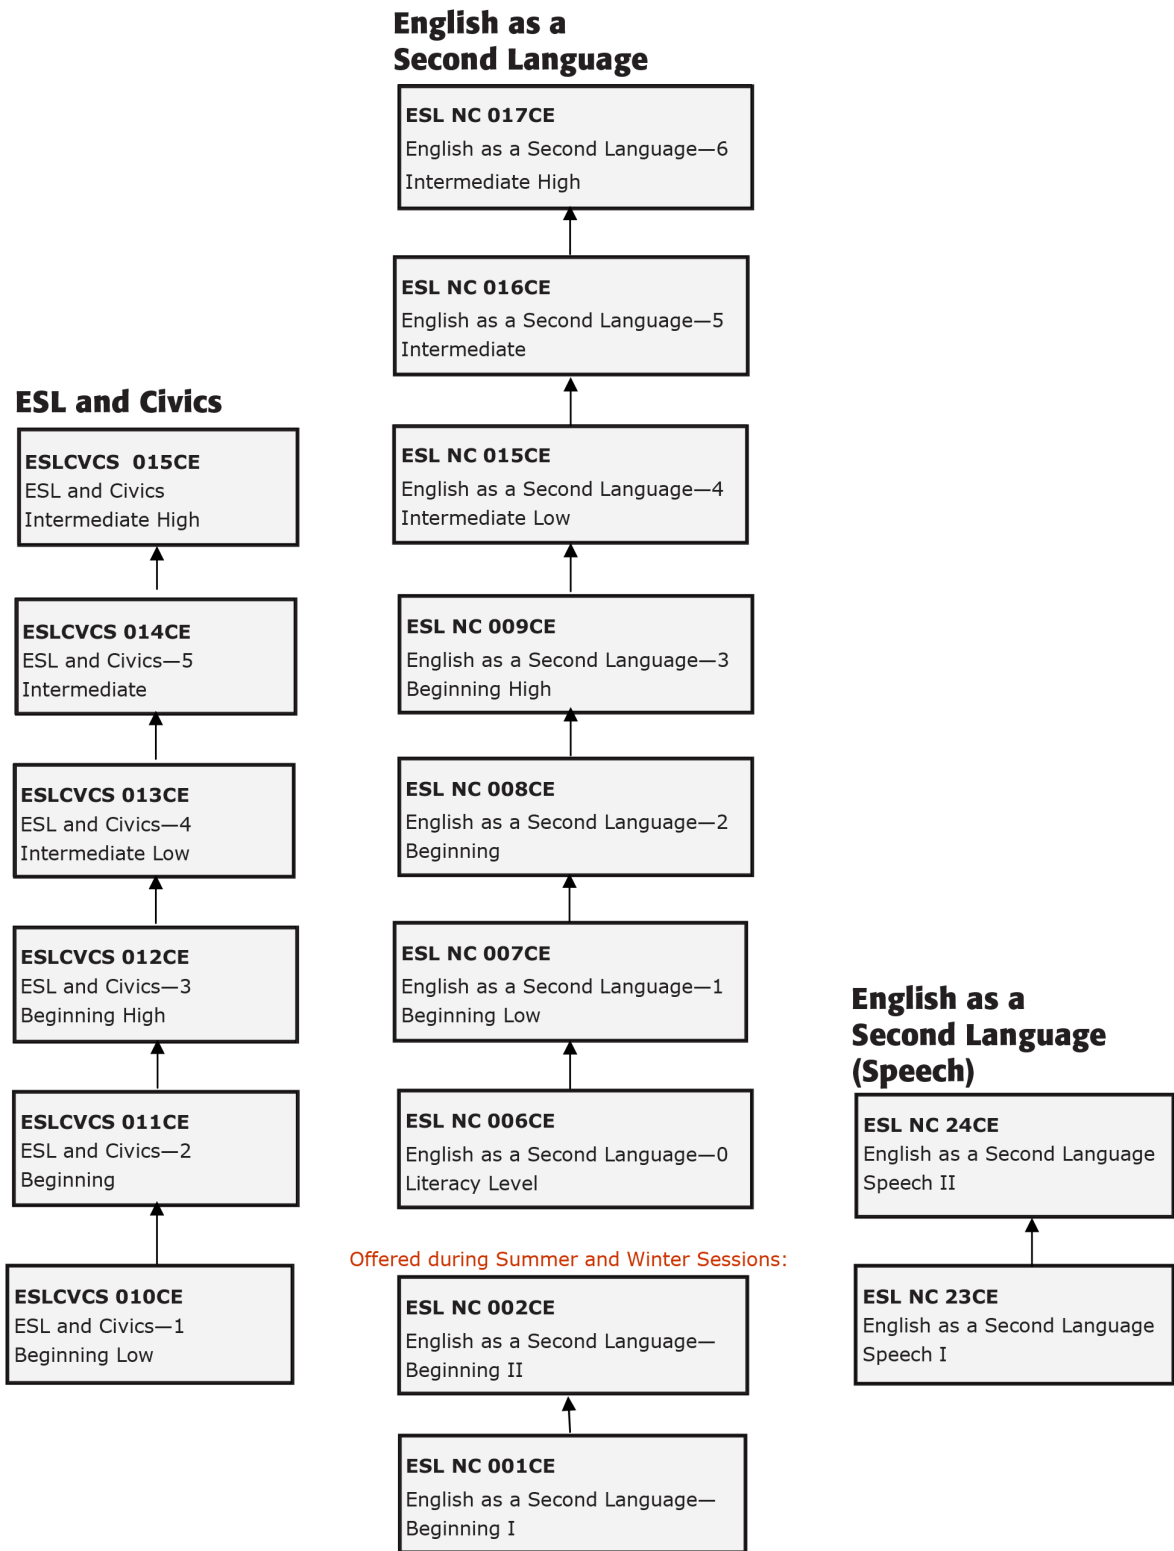 English as a
Second Language
ESL NC 017CE
English as a Second Language—6
Intermediate High
ESL NC 016CE
English as a Second Language—5
Intermediate
ESL NC 015CE
English as a Second Language—4
Intermediate Low
ESL NC 009CE
English as a Second Language—3
Beginning High
ESL NC 008CE
English as a Second Language—2
Beginning
ESL NC 007CE
English as a Second Language—1
Beginning Low
ESL NC 006CE
English as a Second Language—0
Literacy Level
Offered during Summer and Winter Sessions:
ESL NC 002CE
English as a Second Language—
Beginning II
ESL NC 001CE
English as a Second Language—
Beginning I
ESL and Civics
ESLCVCS  015CE
ESL and Civics
Intermediate High
ESLCVCS 014CE
ESL and Civics—5
Intermediate
ESLCVCS 013CE
ESL and Civics—4
Intermediate Low
ESLCVCS 012CE
ESL and Civics—3
Beginning High
ESLCVCS 011CE
ESL and Civics—2
Beginning
ESLCVCS 010CE
ESL and Civics—1
Beginning Low
English as a
Second Language
(Speech)
ESL NC 24CE
English as a Second Language
Speech II
ESL NC 23CE
English as a Second Language
Speech I